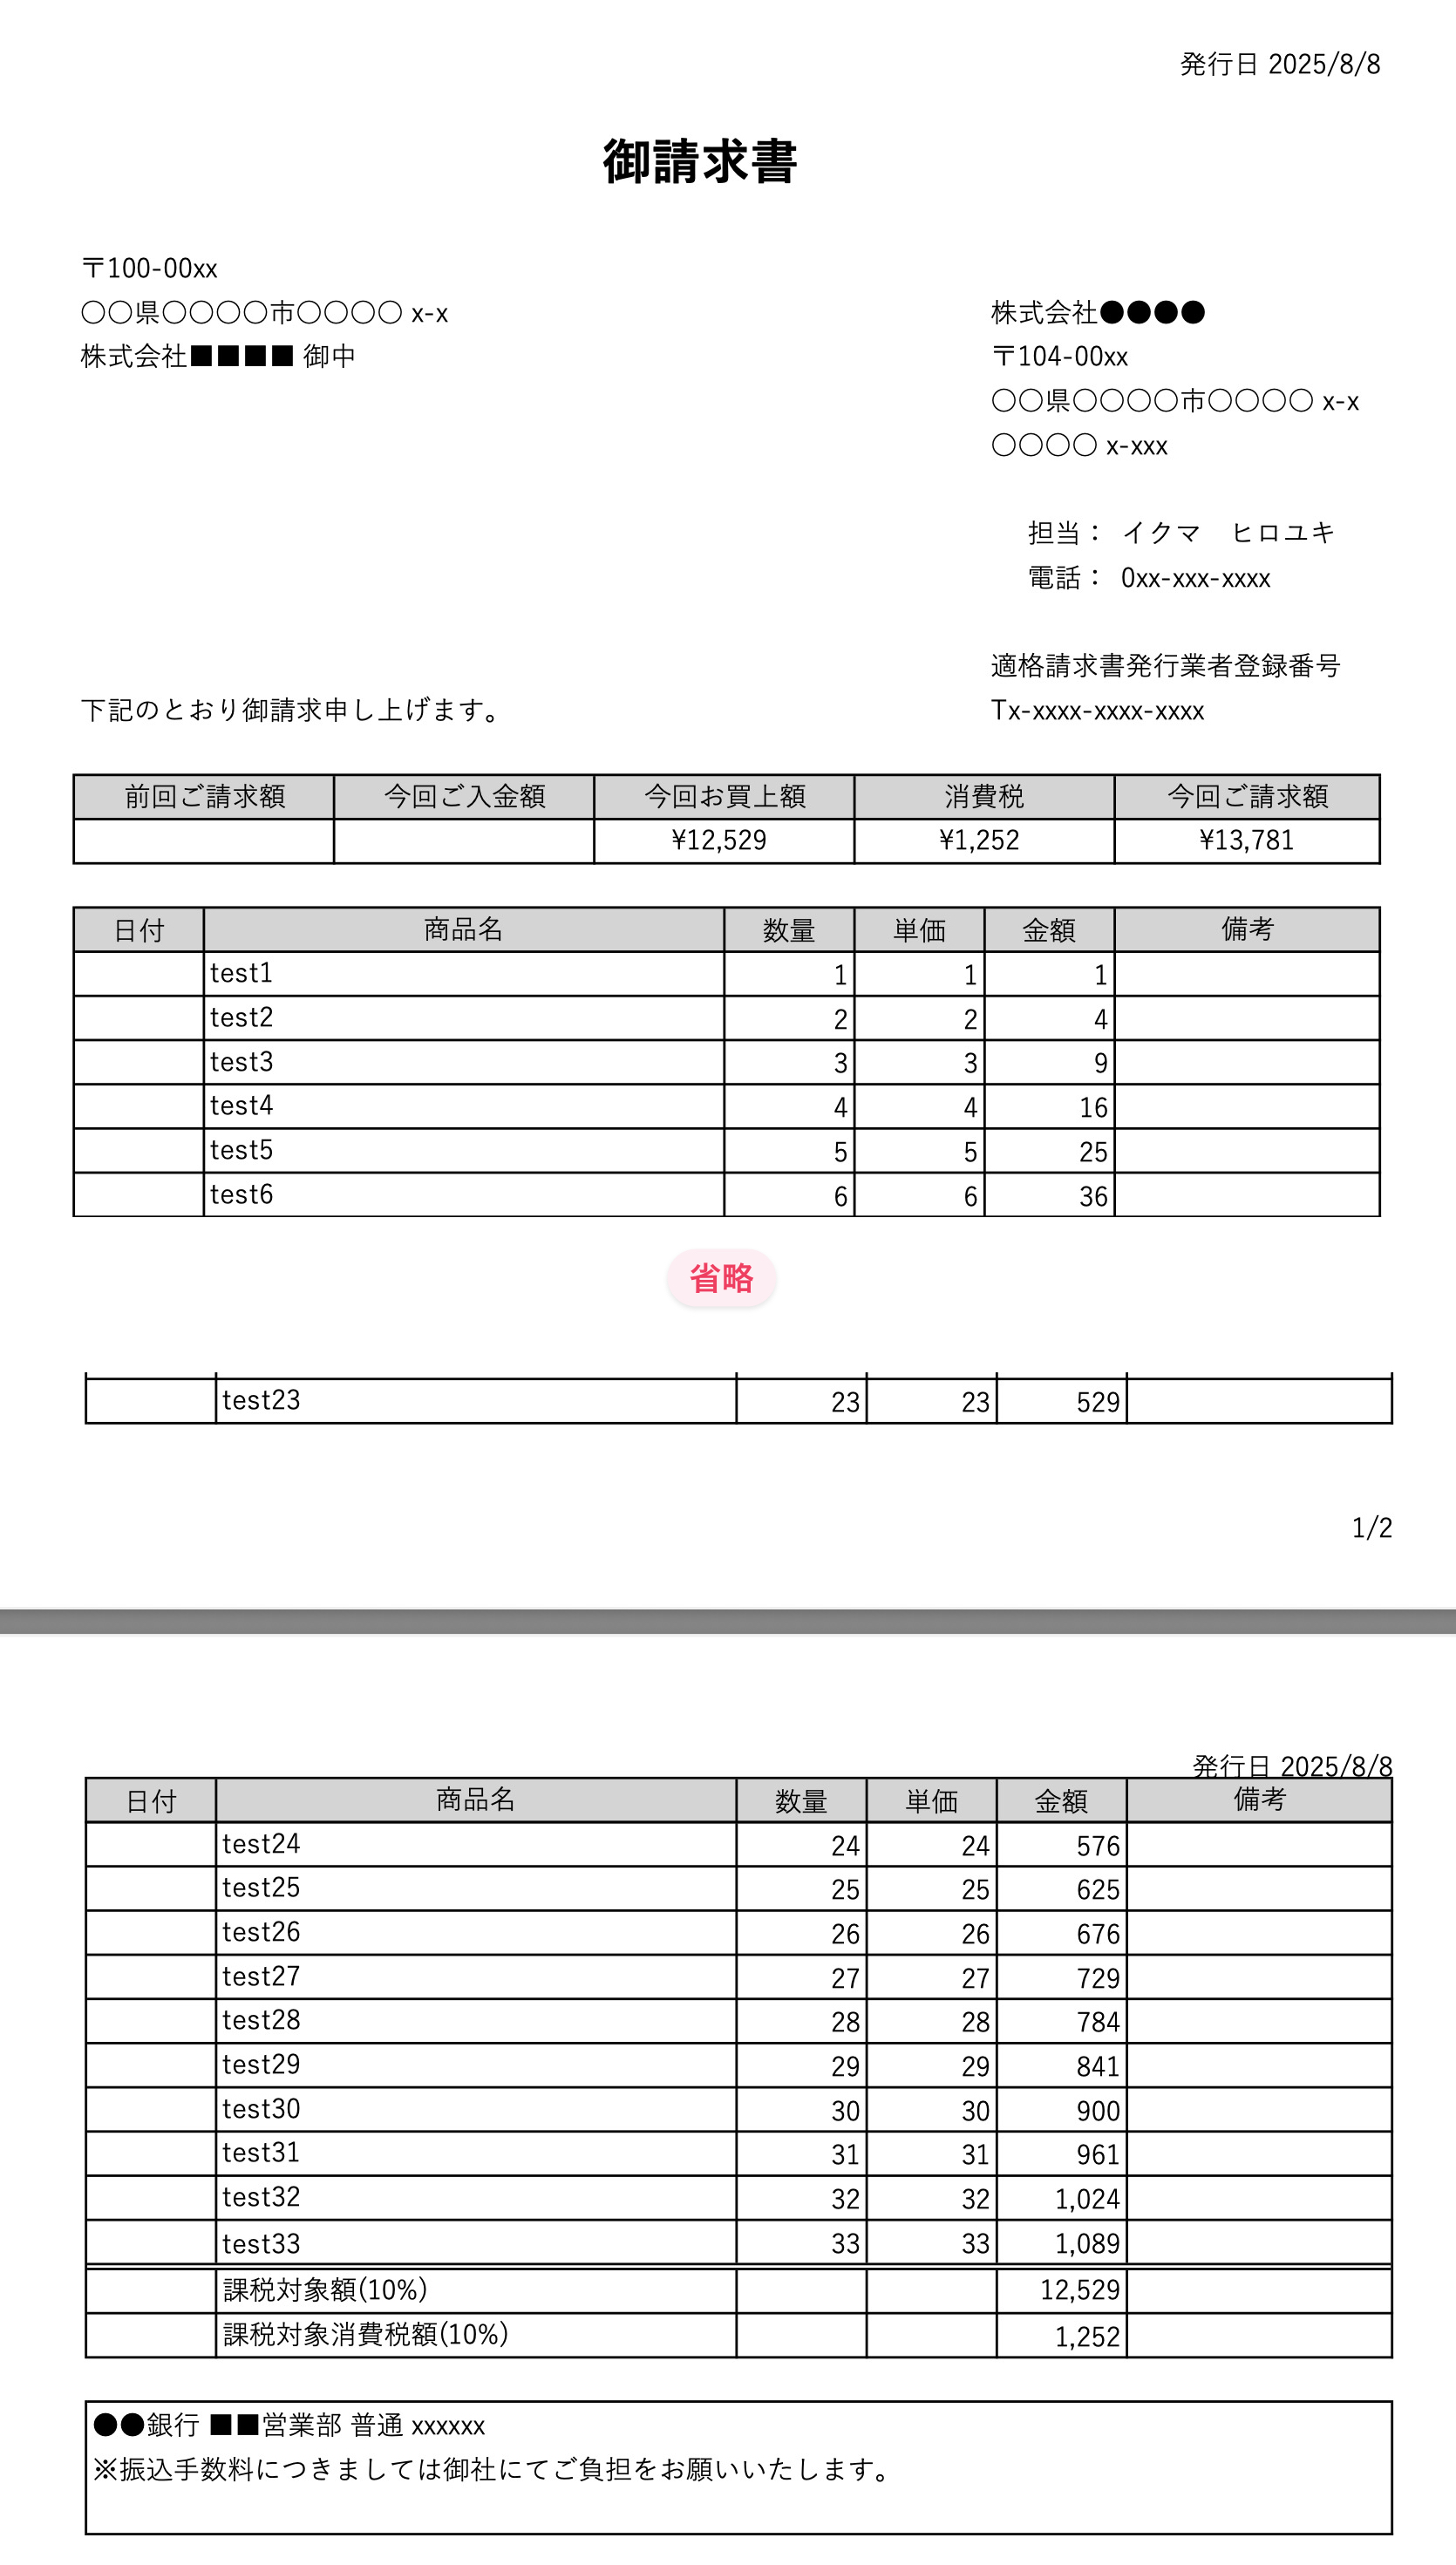 発行日 2025/8/8
御請求書
〒100-00xx
〇〇県〇〇〇〇市〇〇〇〇 x-x
株式会社■■■■ 御中
株式会社●●●●
〒104-00xx
〇〇県〇〇〇〇市〇〇〇〇 x-x
〇〇〇〇 x-xxx
担当： イクマ　ヒロユキ
電話： 0xx-xxx-xxxx
適格請求書発行業者登録番号
Tx-xxxx-xxxx-xxxx
下記のとおり御請求申し上げます。
前回ご請求額 今回ご入金額 今回お買上額 消費税 今回ご請求額
¥12,529 ¥1,252 ¥13,781
日付 商品名 数量 単価 金額 備考
test1 1 1 1
test2 2 2 4
test3 3 3 9
test4 4 4 16
test5 5 5 25
test6 6 6 36
省略
test23 23 23 529
1/2
発行日 2025/8/8
日付 商品名 数量 単価 金額 備考
test24 24 24 576
test25 25 25 625
test26 26 26 676
test27 27 27 729
test28 28 28 784
test29 29 29 841
test30 30 30 900
test31 31 31 961
test32 32 32 1,024
test33 33 33 1,089
課税対象額(10%) 12,529
課税対象消費税額(10%) 1,252
●●銀行 ■■営業部 普通 xxxxxx
※振込手数料につきましては御社にてご負担をお願いいたします。